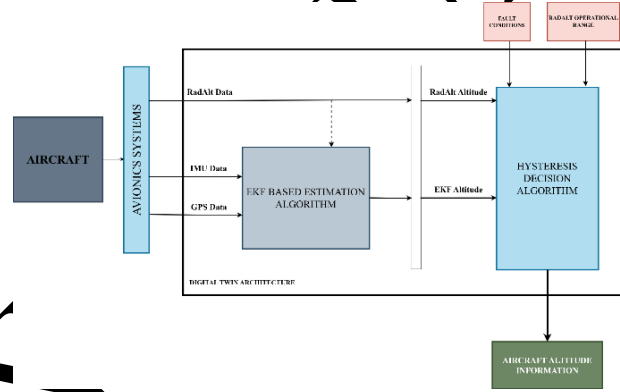 FAULT
CONDITIONS
RADALT OPERATIONAL
RANGE
RadAlt Data
RadAlt Altitude
AIRCRAFT
AVIONICS SYSTEMS
IMU Data
GPS Data
EKF BASED ESTIMATION
ALGORITHM
EKF Altitude
HYSTERESIS
DECISION
ALGORITHM
DIGITAL TWIN ARCHITECTURE
AIRCRAFT ALTITUDE
INFORMATION